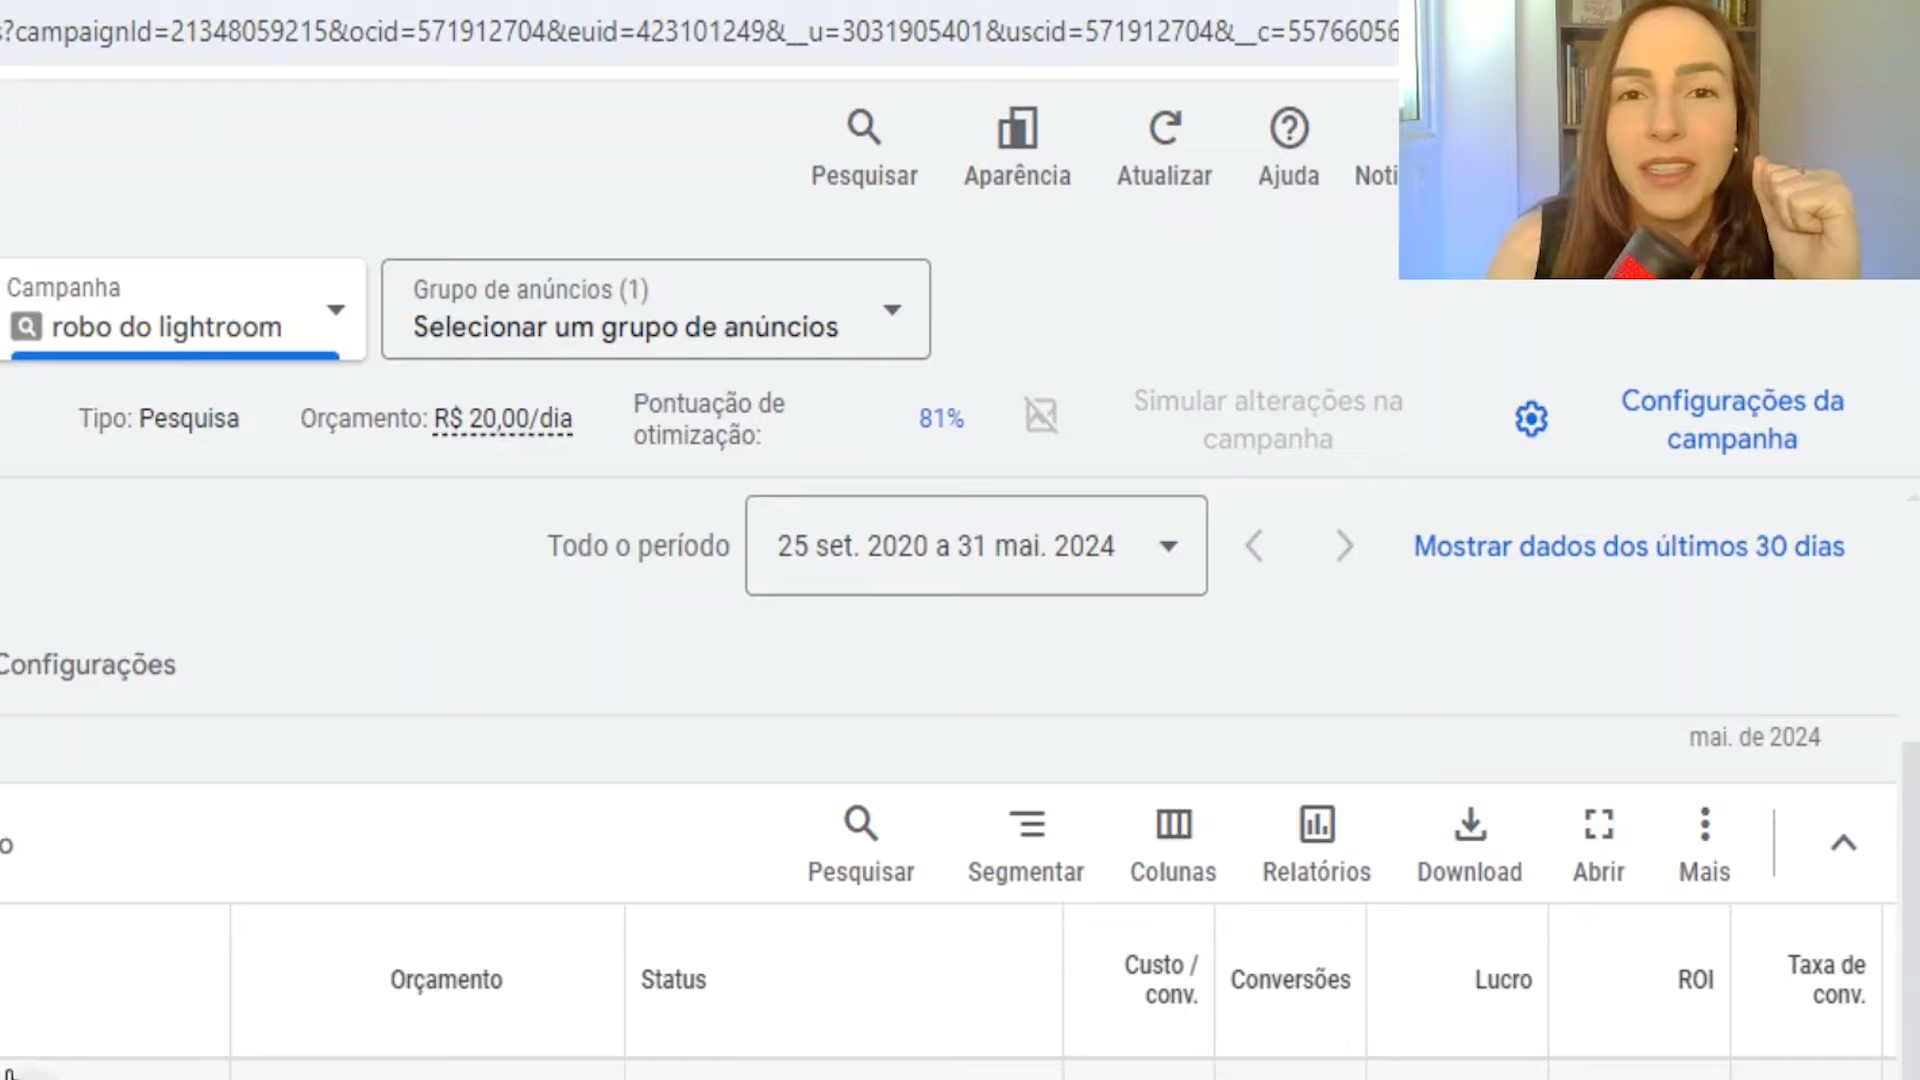 s?campaignId=21348059215&ocid=571912704&euid=423101249&__u=3031905401&uscid=571912704&__c=55766056
Pesquisar
Aparência
Atualizar
Ajuda
Noti
Campanha
robo do lightroom
Grupo de anúncios (1)
Selecionar um grupo de anúncios
Tipo: Pesquisa
Orçamento: R$ 20,00/dia
Pontuação de
otimização:
81%
Simular alterações na
campanha
Configurações da
campanha
Todo o período
25 set. 2020 a 31 mai. 2024
Mostrar dados dos últimos 30 dias
Configurações
mai. de 2024
o
Pesquisar
Segmentar
Colunas
Relatórios
Download
Abrir
Mais
Orçamento
Status
Custo /
conv.
Conversões
Lucro
ROI
Taxa de
conv.